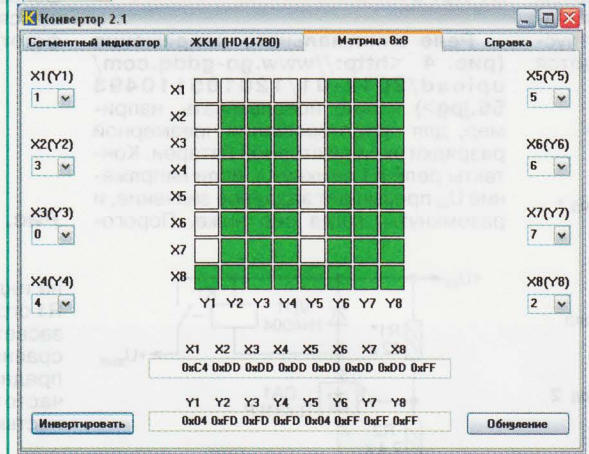 Конвертор 2.1
Сегментный индикатор ЖКИ (HD44780) Матрица 8x8 Справка
X1(Y1)
1
X2(Y2)
3
X3(Y3)
0
X4(Y4)
4
X1
X2
X3
X4
X5
X6
X7
X8
Y1 Y2 Y3 Y4 Y5 Y6 Y7 Y8
X5(Y5)
5
X6(Y6)
6
X7(Y7)
7
X8(Y8)
2
X1 X2 X3 X4 X5 X6 X7 X8
0xC4 0xDD 0xDD 0xDD 0xDD 0xDD 0xDD 0xFF
Y1 Y2 Y3 Y4 Y5 Y6 Y7 Y8
0x04 0xFD 0xFD 0xFD 0x04 0xFF 0xFF 0xFF
Инвертировать
Обнуление